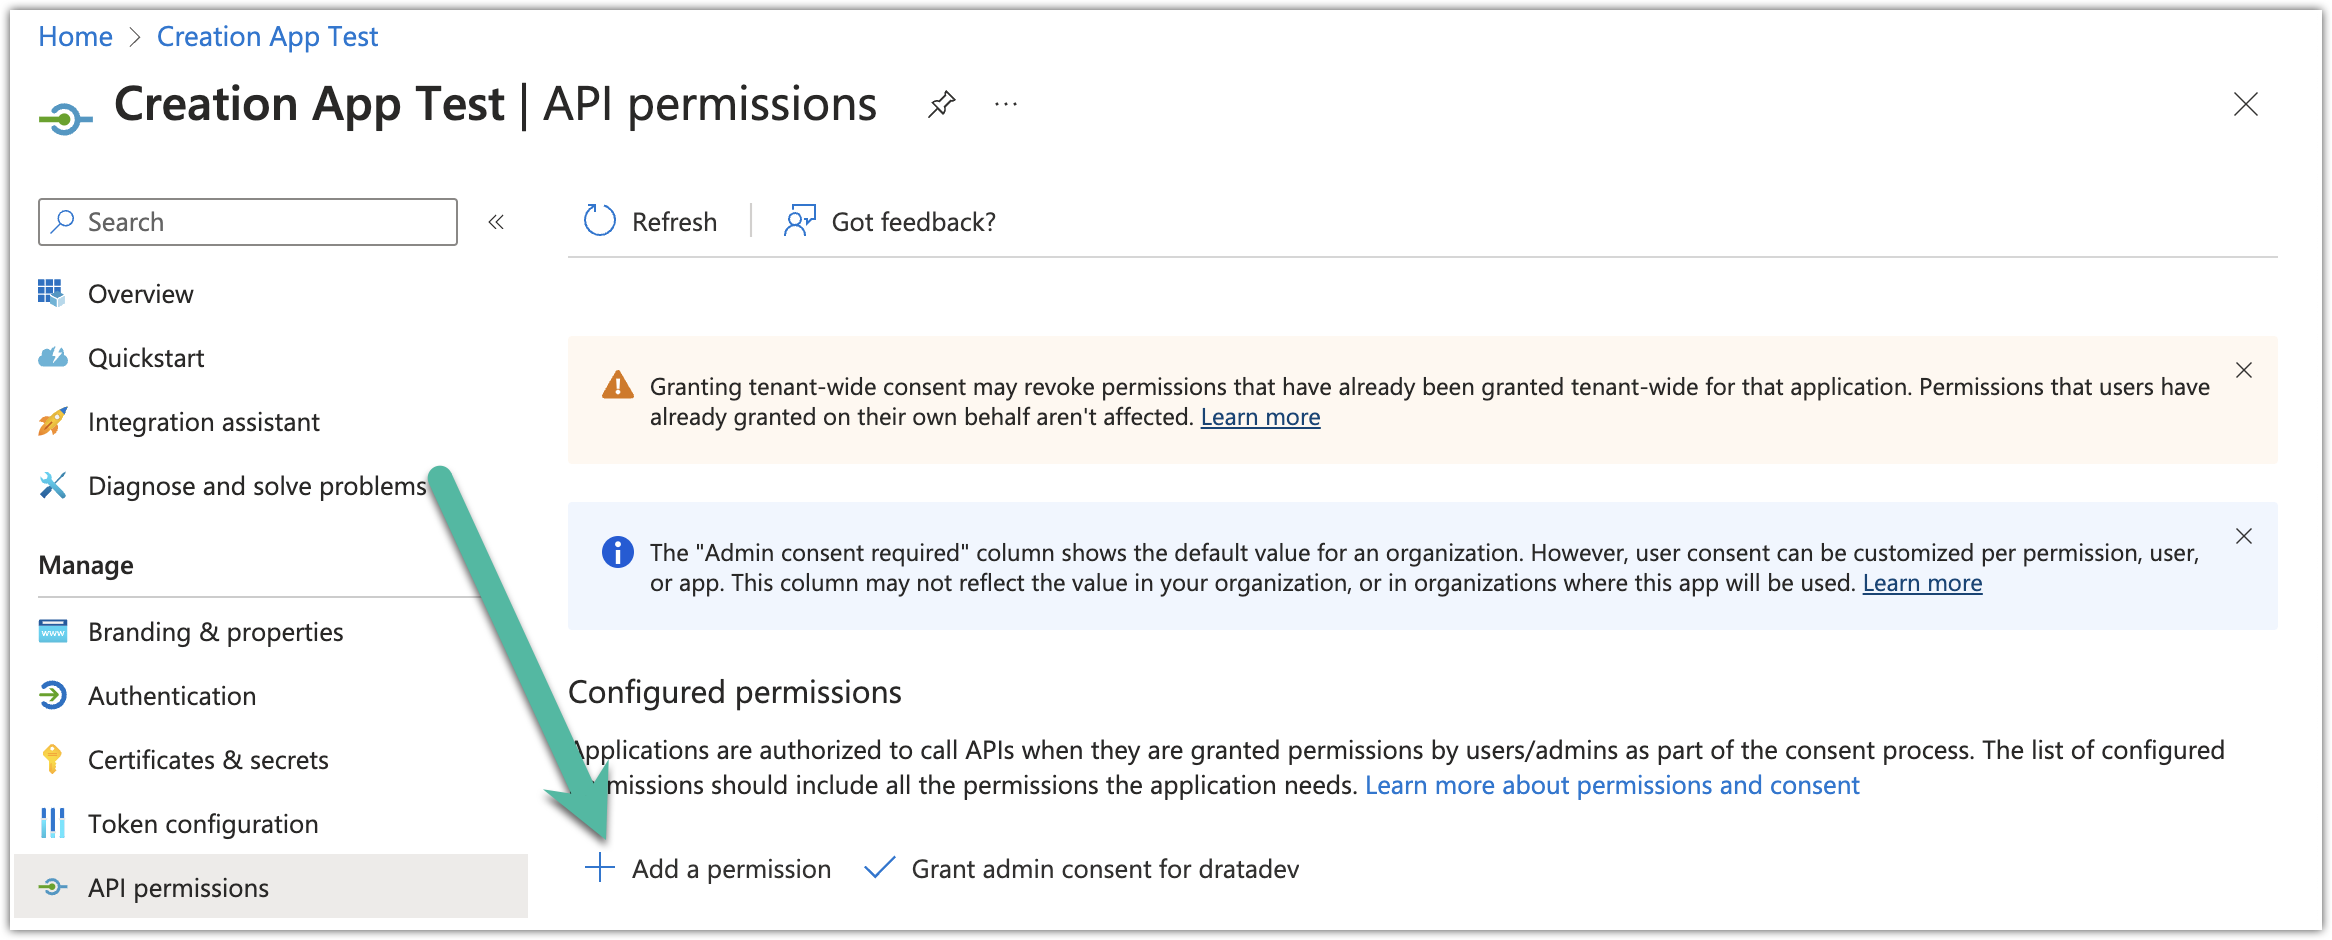 Home > Creation App Test
Creation App Test | API permissions
Search
Refresh
Got feedback?
Overview
Quickstart
Integration assistant
Diagnose and solve problems
Manage
Branding & properties
Authentication
Certificates & secrets
Token configuration
API permissions
Granting tenant-wide consent may revoke permissions that have already been granted tenant-wide for that application. Permissions that users have
already granted on their own behalf aren't affected. Learn more
The "Admin consent required" column shows the default value for an organization. However, user consent can be customized per permission, user,
or app. This column may not reflect the value in your organization, or in organizations where this app will be used. Learn more
Configured permissions
Applications are authorized to call APIs when they are granted permissions by users/admins as part of the consent process. The list of configured
missions should include all the permissions the application needs. Learn more about permissions and consent
Add a permission
Grant admin consent for dratadev